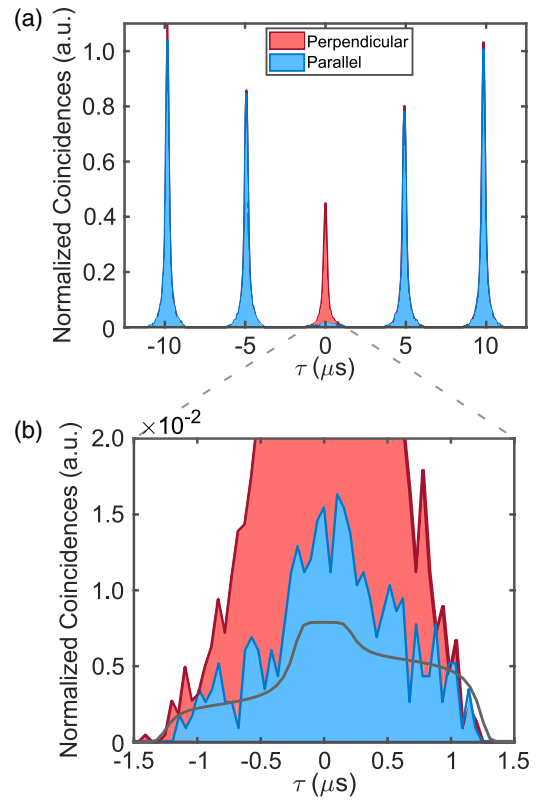 (a)
Normalized Coincidences (a.u.)
1.0
0.8
0.6
0.4
0.2
0
Perpendicular
Parallel
-10 -5 0 5 10
τ (μs)
(b)
×10⁻²
Normalized Coincidences (a.u.)
2.0
1.5
1.0
0.5
0
-1.5 -1 -0.5 0 0.5 1 1.5
τ (μs)